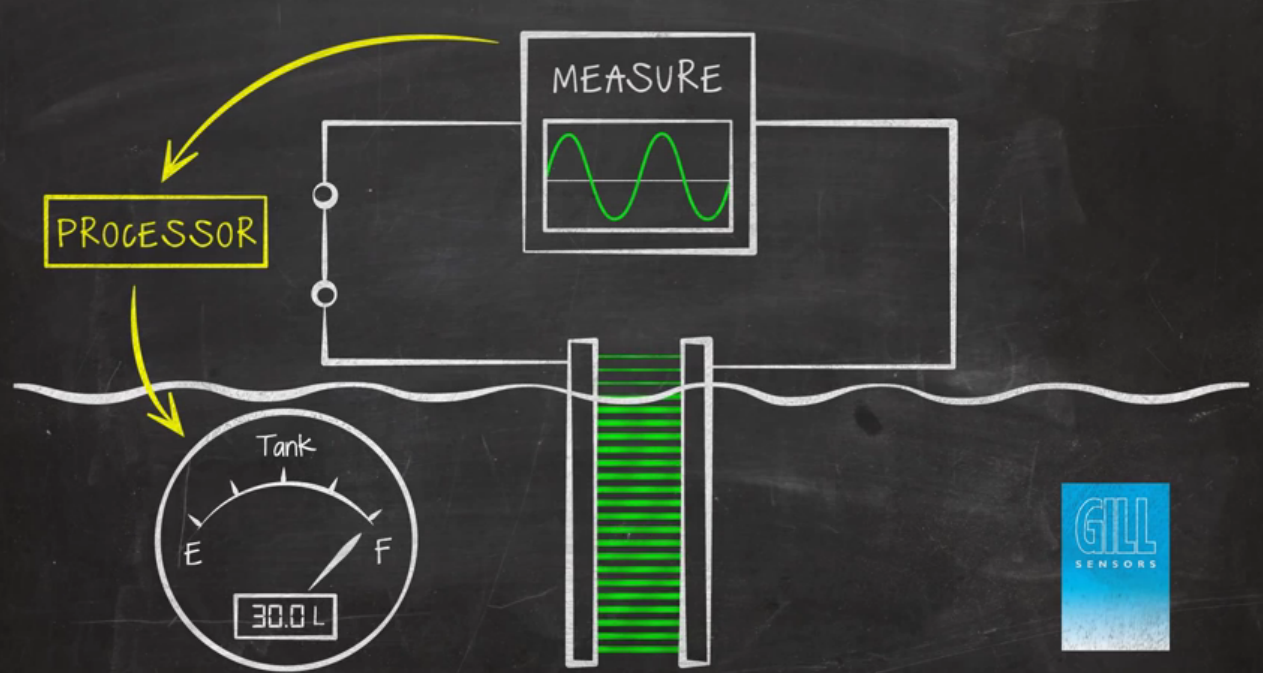 MEASURE
PROCESSOR
Tank
E
F
30.0 L
GILL
SENSORS